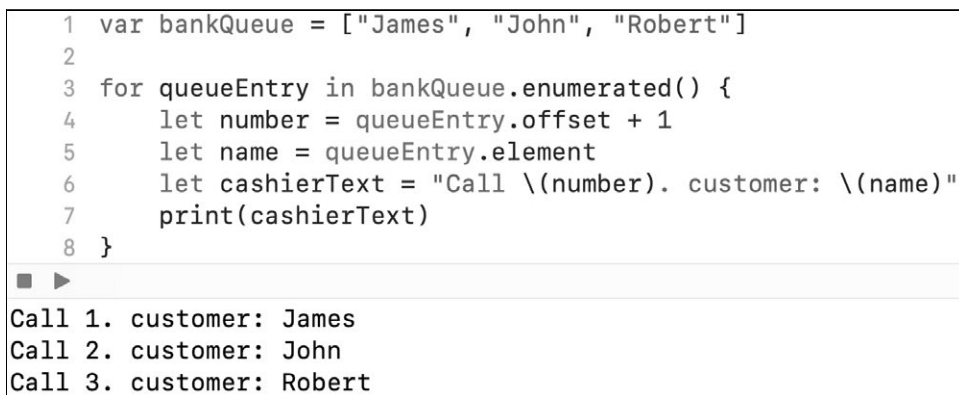 1 var bankQueue = ["James", "John", "Robert"]
2
3 for queueEntry in bankQueue.enumerated() {
4     let number = queueEntry.offset + 1
5     let name = queueEntry.element
6     let cashierText = "Call \(number). customer: \(name)"
7     print(cashierText)
8 }
Call 1. customer: James
Call 2. customer: John
Call 3. customer: Robert